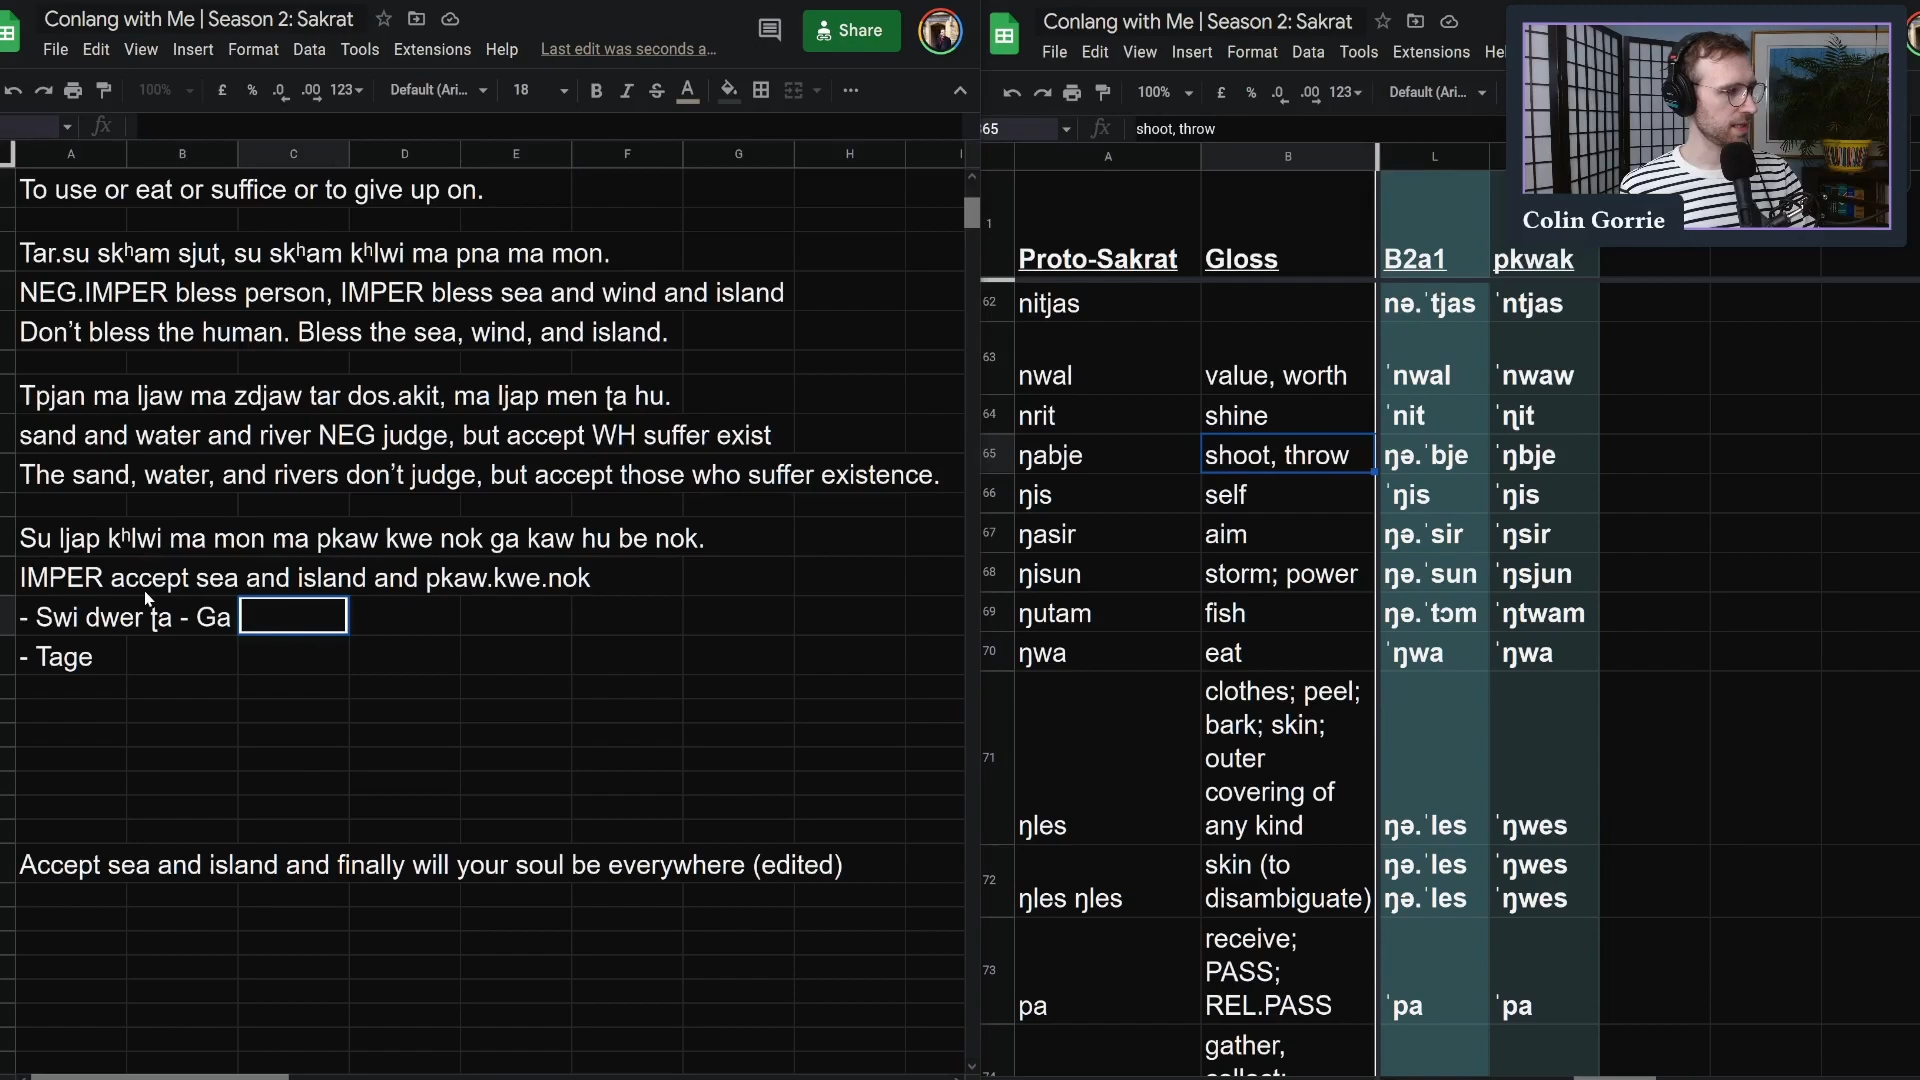 Conlang with Me | Season 2: Sakrat
File Edit View Insert Format Data Tools Extensions Help Last edit was seconds a...
Share
100% £ % .0 .00 123 Default (Ari... 18 B I S A
fx
A B C D E F G H I
To use or eat or suffice or to give up on.
Tar.su skʰam sjut, su skʰam kʰlwi ma pna ma mon.
NEG.IMPER bless person, IMPER bless sea and wind and island
Don’t bless the human. Bless the sea, wind, and island.
Tpjan ma ljaw ma zdjaw tar dos.akit, ma ljap men ʈa hu.
sand and water and river NEG judge, but accept WH suffer exist
The sand, water, and rivers don’t judge, but accept those who suffer existence.
Su ljap kʰlwi ma mon ma pkaw kwe nok ga kaw hu be nok.
IMPER accept sea and island and pkaw.kwe.nok
- Swi dwer ʈa - Ga
- Tage
Accept sea and island and finally will your soul be everywhere (edited)
Conlang with Me | Season 2: Sakrat
File Edit View Insert Format Data Tools Extensions Hel
100% £ % .0 .00 123 Default (Ari...
65 fx shoot, throw
A B L
1 Proto-Sakrat Gloss B2a1 pkwak
62 nitjas nə.ˈtjas ˈntjas
63 nwal value, worth ˈnwal ˈnwaw
64 nrit shine ˈnit ˈɳit
65 ŋabje shoot, throw ŋə.ˈbje ˈŋbje
66 ŋis self ˈŋis ˈŋis
67 ŋasir aim ŋə.ˈsir ˈŋsir
68 ŋisun storm; power ŋə.ˈsun ˈŋsjun
69 ŋutam fish ŋə.ˈtɔm ˈŋtwam
70 ŋwa eat ˈŋwa ˈŋwa
clothes; peel;
bark; skin;
71 outer
covering of
ŋles any kind ŋə.ˈles ˈŋwes
72 skin (to ŋə.ˈles ˈŋwes
ŋles ŋles disambiguate) ŋə.ˈles ˈŋwes
receive;
73 PASS;
pa REL.PASS ˈpa ˈpa
gather,
Colin Gorrie